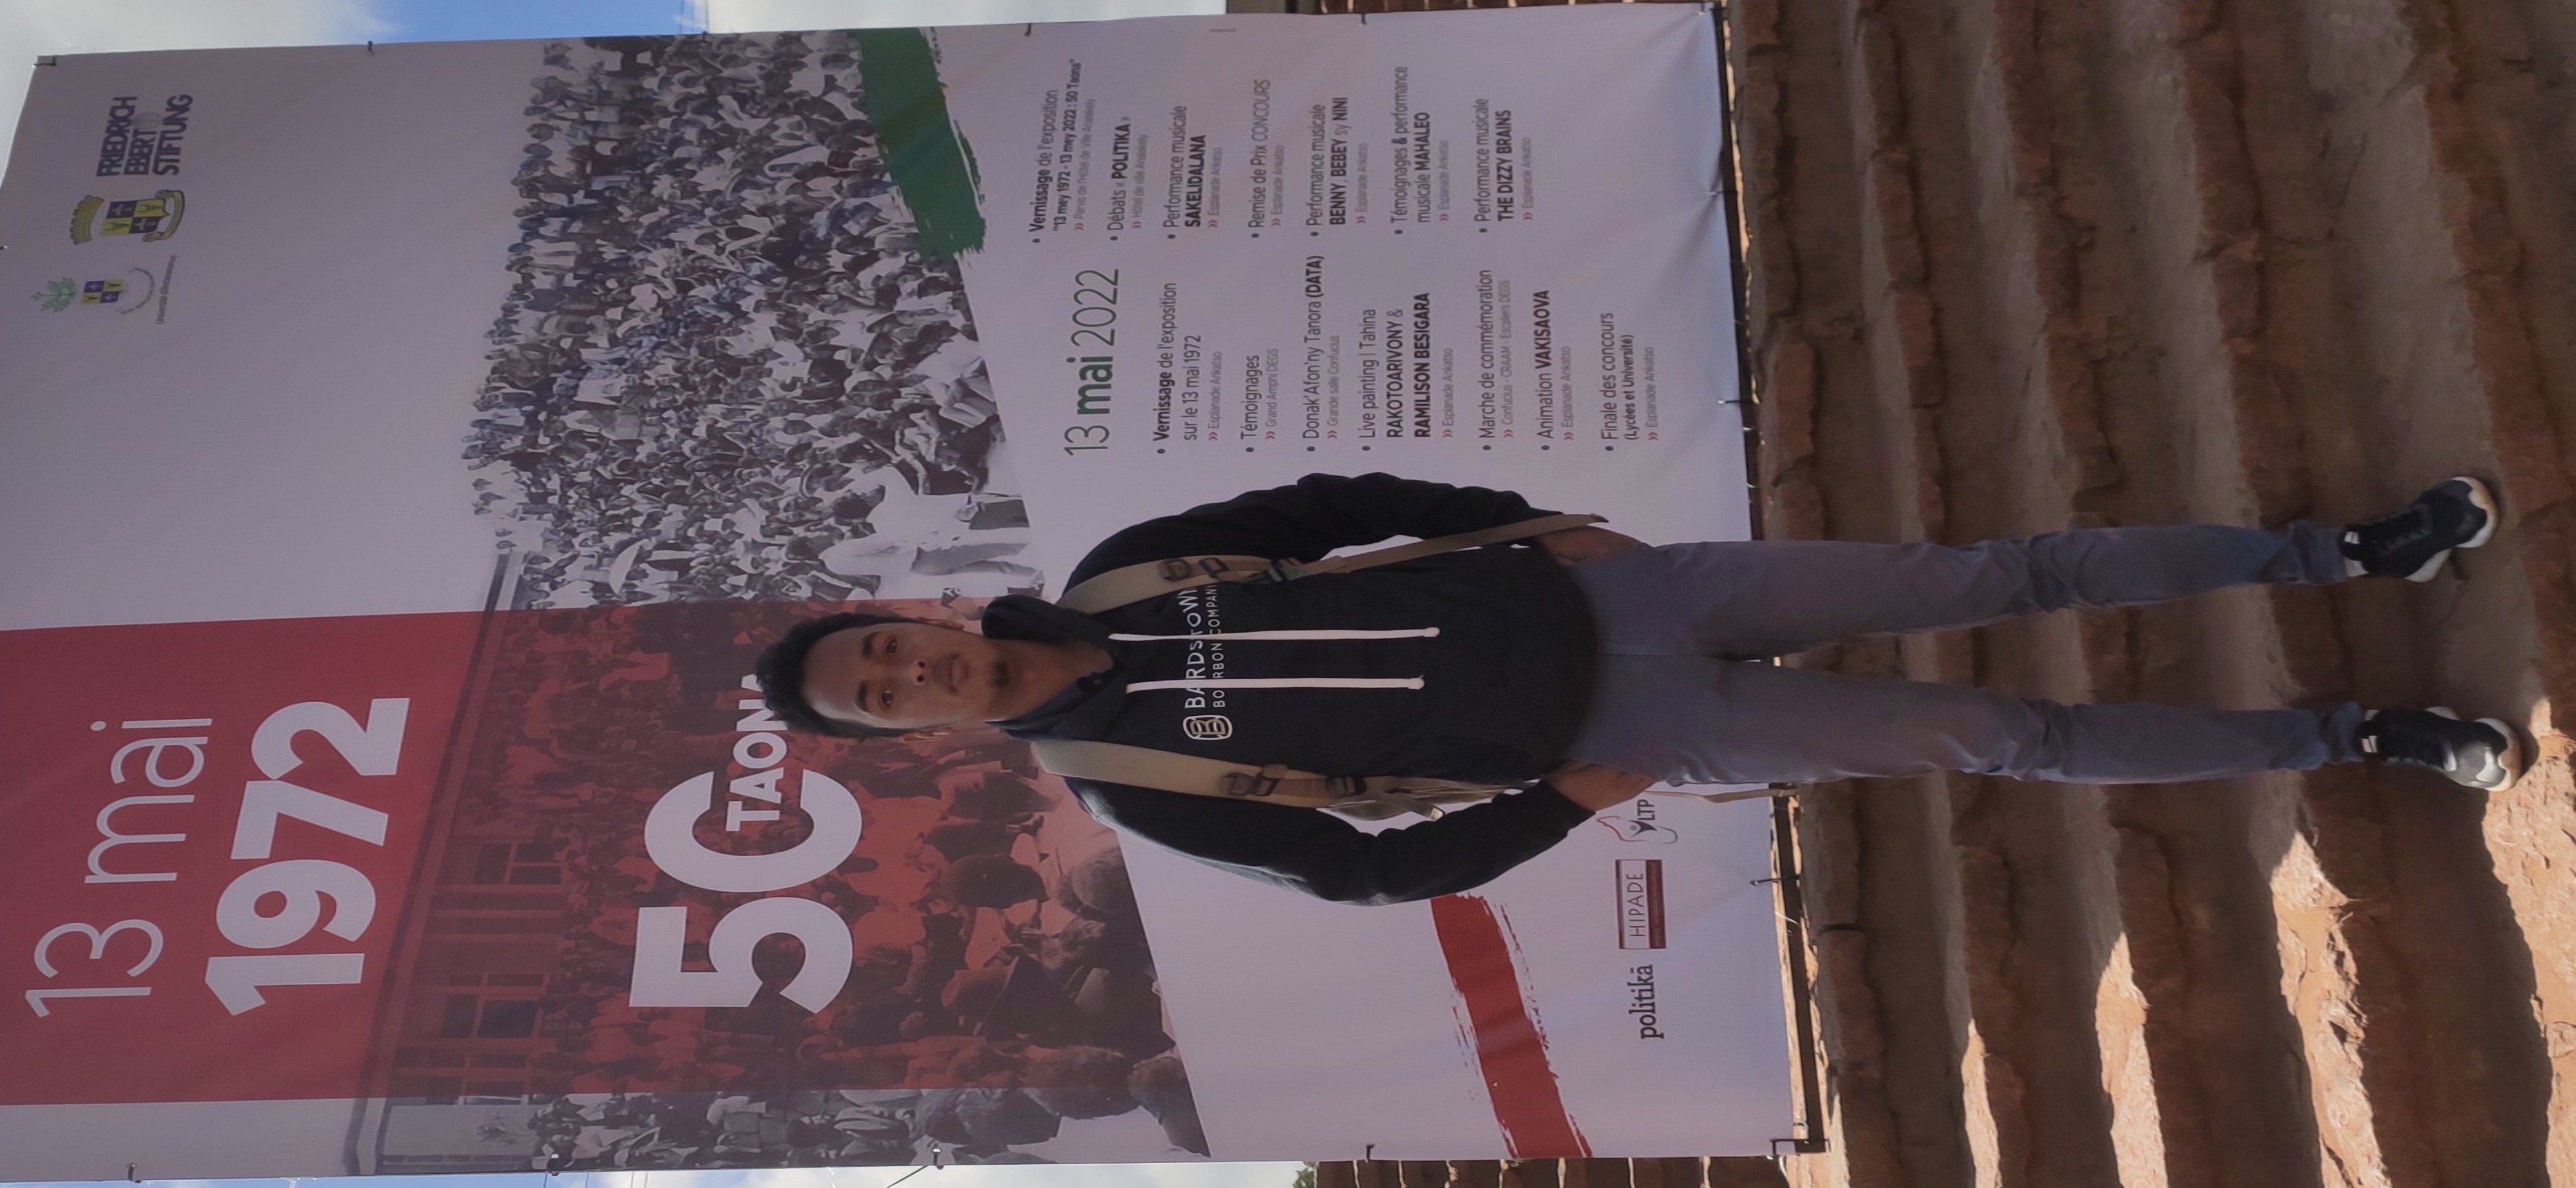 13 mai
1972
50 TAONA
Université d'Antananarivo
FRIEDRICH
EBERT
STIFTUNG
BARDSTOWN
BOURBON COMPANY
13 mai 2022
• Vernissage de l'exposition
sur le 13 mai 1972
» Esplanade Ankatso
• Témoignages
» Grand Amphi DEGS
• Donak'Afon'ny Tanora (DATA)
» Grande salle Confucius
• Live painting | Tahina
RAKOTOARIVONY &
RAMILISON BESIGARA
» Esplanade Ankatso
• Marche de commémoration
» Confucius - CRAAM - Escaliers DEGS
• Animation VAKISAOVA
» Esplanade Ankatso
• Finale des concours
(Lycées et Université)
» Esplanade Ankatso
• Vernissage de l'exposition
"13 mey 1972 - 13 mey 2022 : 50 Taona"
» Parvis de l'Hôtel de Ville Analakely
• Débats « POLITIKA »
» Hôtel de ville Analakely
• Performance musicale
SAKELIDALANA
» Esplanade Ankatso
• Remise de Prix CONCOURS
» Esplanade Ankatso
• Performance musicale
BENNY, BEBEY sy NINI
» Esplanade Ankatso
• Témoignages & performance
musicale MAHALEO
» Esplanade Ankatso
• Performance musicale
THE DIZZY BRAINS
» Esplanade Ankatso
politikā
HIPADE
LTP